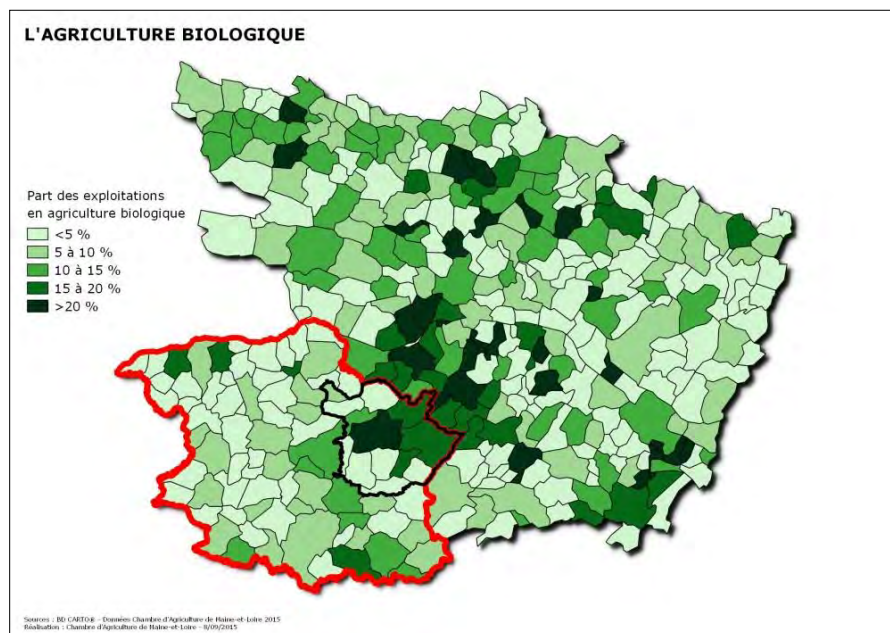 L'AGRICULTURE BIOLOGIQUE
Part des exploitations
en agriculture biologique
<5 %
5 à 10 %
10 à 15 %
15 à 20 %
>20 %
Sources : BD CARTO® - Données Chambre d'Agriculture de Maine-et-Loire 2015
Réalisation : Chambre d'Agriculture de Maine-et-Loire - 8/09/2015